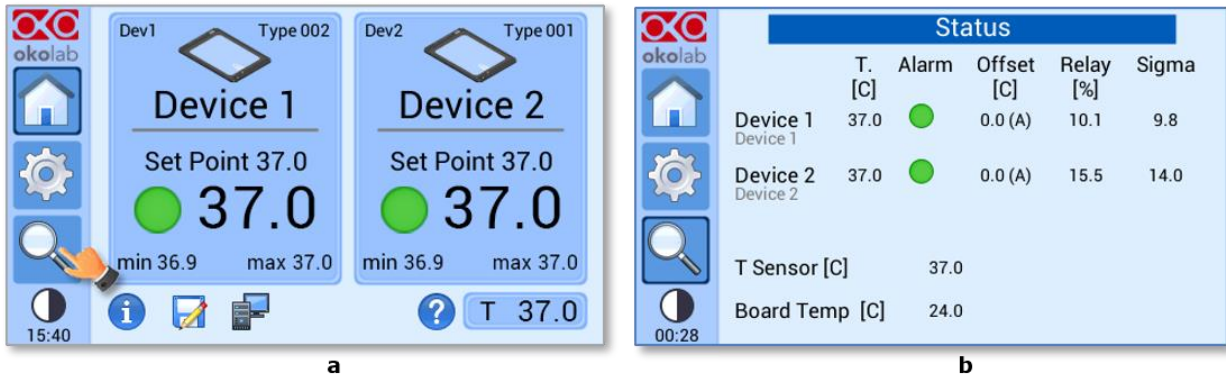 okolab
15:40
Dev1 Type 002
Device 1
Set Point 37.0
37.0
min 36.9 max 37.0
Dev2 Type 001
Device 2
Set Point 37.0
37.0
min 36.9 max 37.0
i
? T 37.0
a
okolab
00:28
Status
T. Alarm Offset Relay Sigma
[C] [C] [%]
Device 1 37.0 0.0 (A) 10.1 9.8
Device 1
Device 2 37.0 0.0 (A) 15.5 14.0
Device 2
T Sensor [C] 37.0
Board Temp [C] 24.0
b